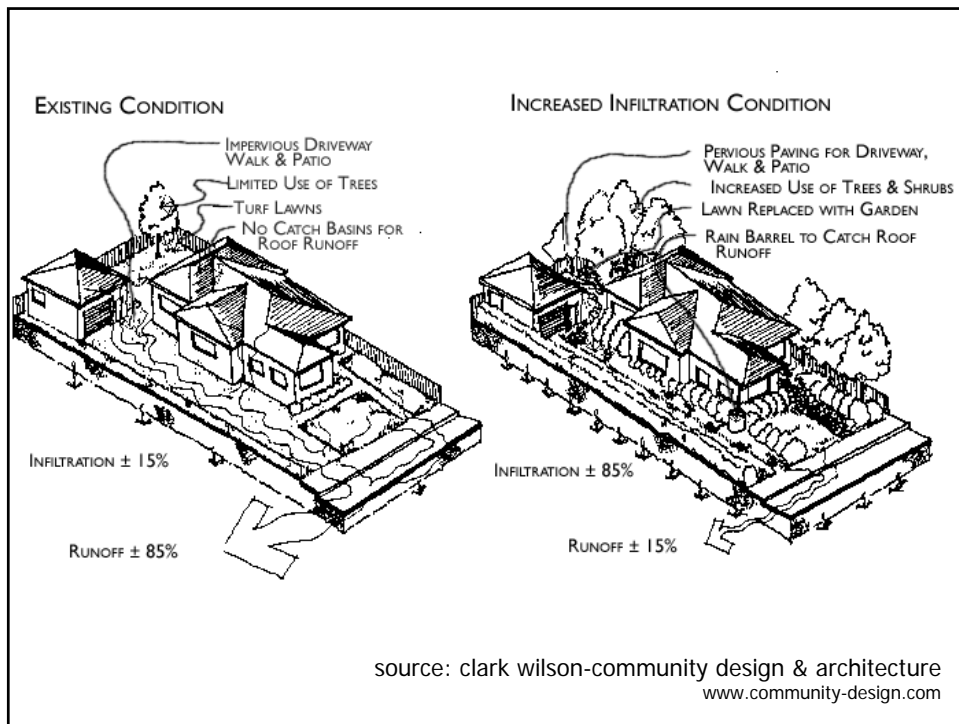 EXISTING CONDITION
IMPERVIOUS DRIVEWAY
WALK & PATIO
LIMITED USE OF TREES
TURF LAWNS
NO CATCH BASINS FOR
ROOF RUNOFF
INFILTRATION ± 15%
RUNOFF ± 85%
INCREASED INFILTRATION CONDITION
PERVIOUS PAVING FOR DRIVEWAY,
WALK & PATIO
INCREASED USE OF TREES & SHRUBS
LAWN REPLACED WITH GARDEN
RAIN BARREL TO CATCH ROOF
RUNOFF
INFILTRATION ± 85%
RUNOFF ± 15%
source: clark wilson-community design & architecture
www.community-design.com